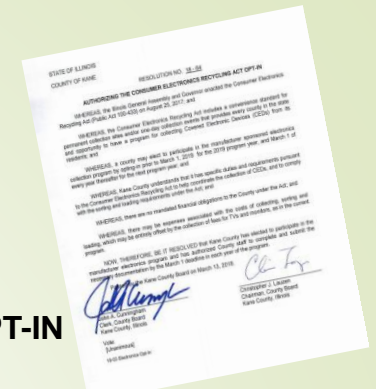 STATE OF ILLINOIS
COUNTY OF KANE
RESOLUTION NO. 18 - 84
AUTHORIZING THE CONSUMER ELECTRONICS RECYCLING ACT OPT-IN
WHEREAS, the Illinois General Assembly and Governor enacted the Consumer Electronics
Recycling Act (Public Act 100-433) on August 25, 2017; and
WHEREAS, the Consumer Electronics Recycling Act includes a convenience standard for
permanent collection sites and/or one-day collection events that provides every county in the state
and opportunity to have a program for collecting Covered Electronic Devices (CEDs) from its
residents; and
WHEREAS, a county may elect to participate in the manufacturer sponsored electronics
collection program by opting-in prior to March 1, 2018 for the 2019 program year, and March 1 of
every year thereafter for the next program year; and
WHEREAS, Kane County understands that it has specific duties and requirements pursuant
to the Consumer Electronics Recycling Act to help coordinate the collection of CEDs, and to comply
with the sorting and loading requirements under the Act; and
WHEREAS, there are no mandated financial obligations to the County under the Act; and
WHEREAS, there may be expenses associated with the costs of collecting, sorting and
loading, which may be entirely offset by the collection of fees for TVs and monitors, as in the current
program.
NOW, THEREFORE, BE IT RESOLVED that Kane County has elected to participate in the
manufacturer electronics program and has authorized County staff to complete and submit the
necessary documentation by the March 1 deadline in each year of the program.
the Kane County Board on March 13, 2018.
John A. Cunningham
Clerk, County Board
Kane County, Illinois
Christopher J. Lauzen
Chairman, County Board
Kane County, Illinois
Vote:
[Unanimous]
PT-IN